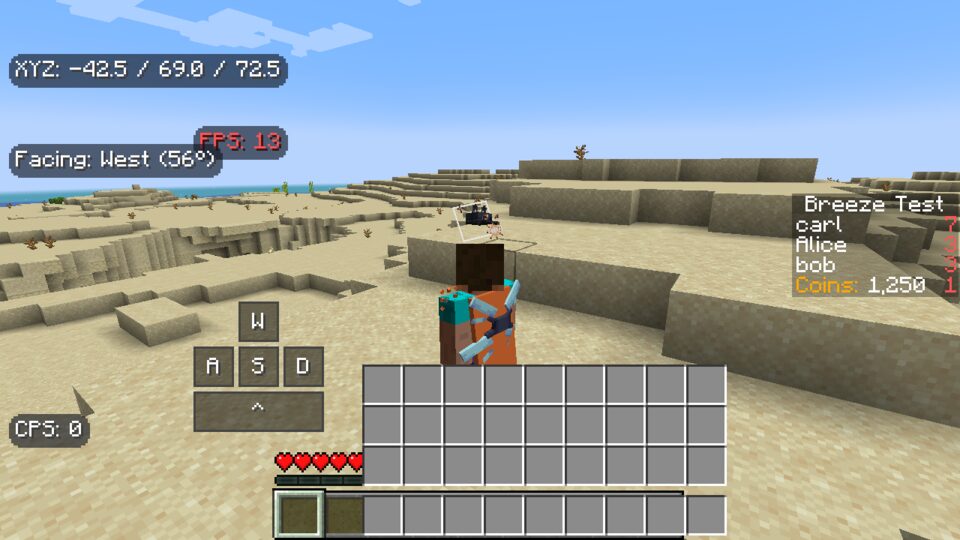 XYZ: -42.5 / 69.0 / 72.5
FPS: 13
Facing: West (56°)
Breeze Test
carl 7
Alice 3
bob 3
Coins: 1,250 1
W
A S D
^
CPS: 0